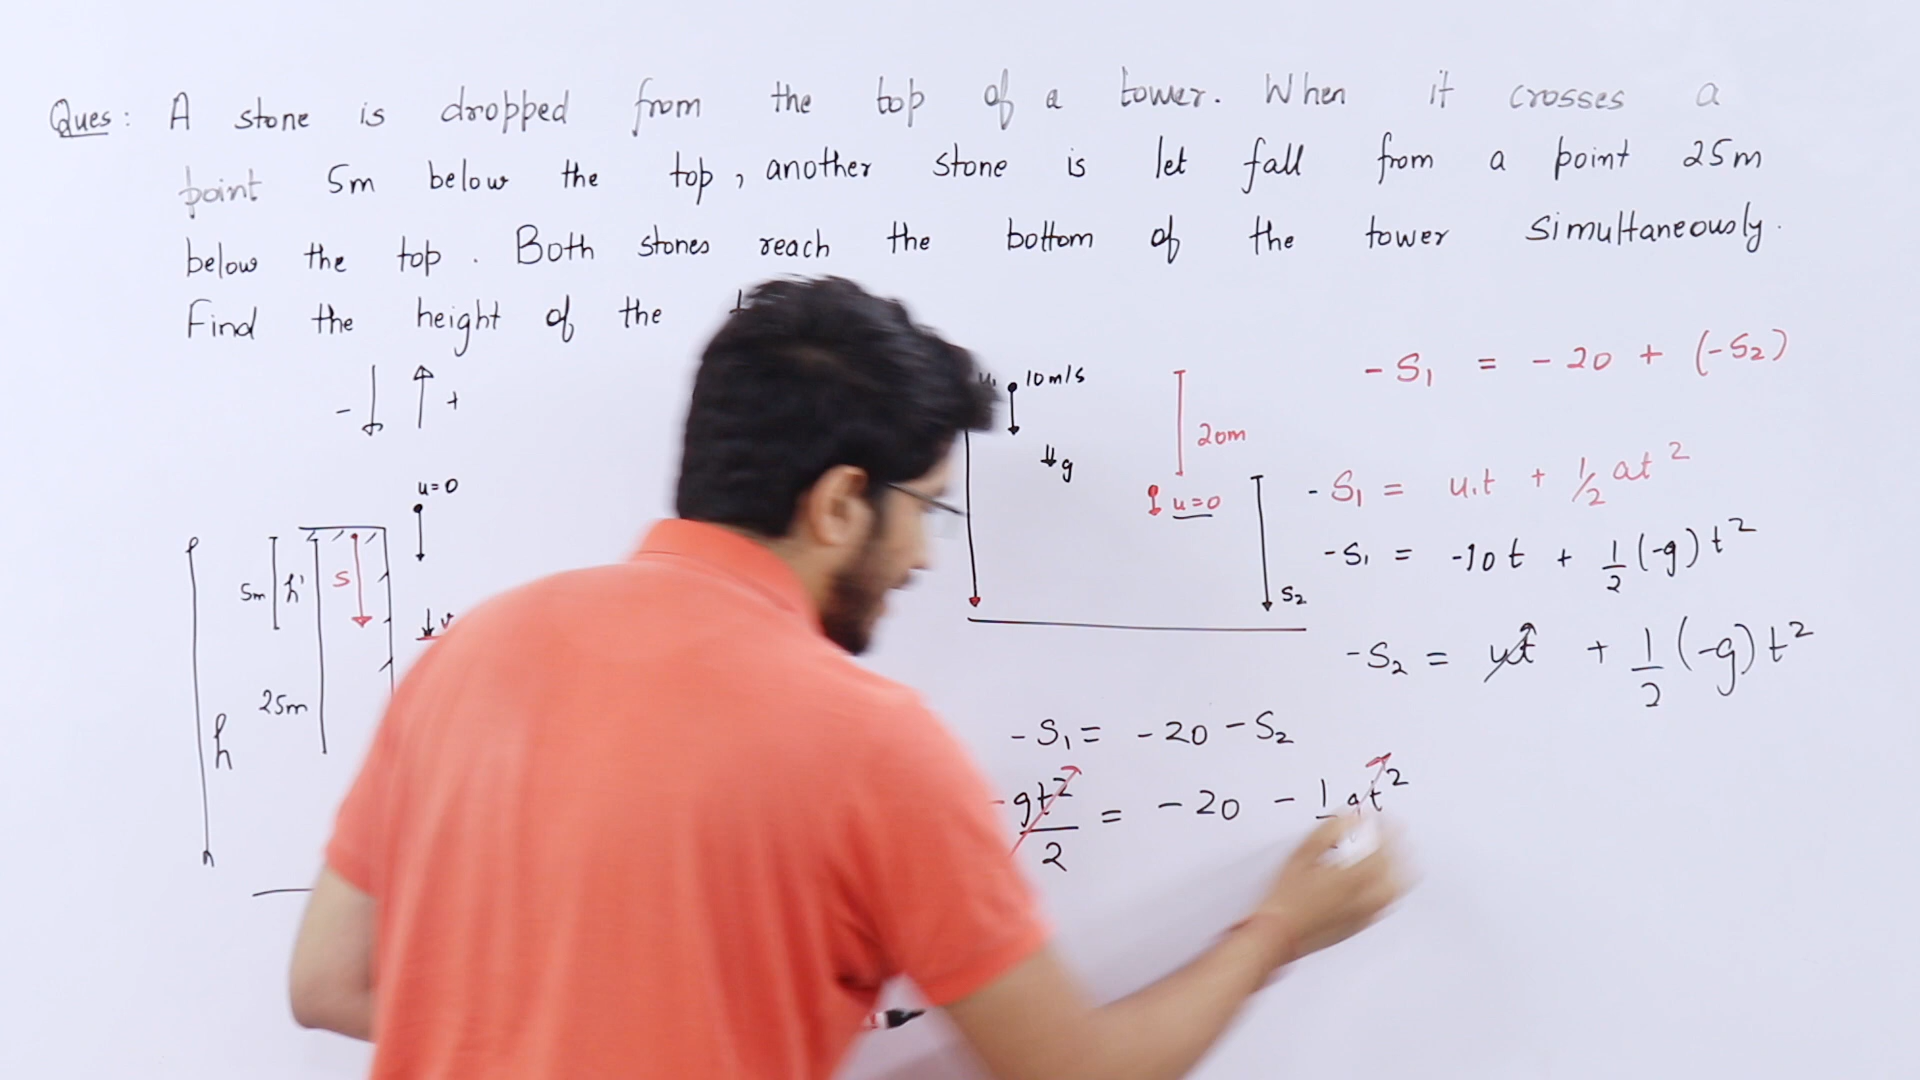 Ques: A stone is dropped from the top of a tower. When it crosses a
point 5m below the top, another stone is let fall from a point 25m
below the top. Both stones reach the bottom of the tower simultaneously.
Find the height of the
- +
u=0
5m h' s
25m
h
10m/s
g
20m
u=0
S₂
-S₁ = -20 + (-S₂)
-S₁ = u₁t + 1/2 at²
-S₁ = -10t + 1/2 (-g) t²
-S₂ = ut + 1/2 (-g) t²
-S₁ = -20 - S₂
- gt²/2 = -20 - 1 gt²